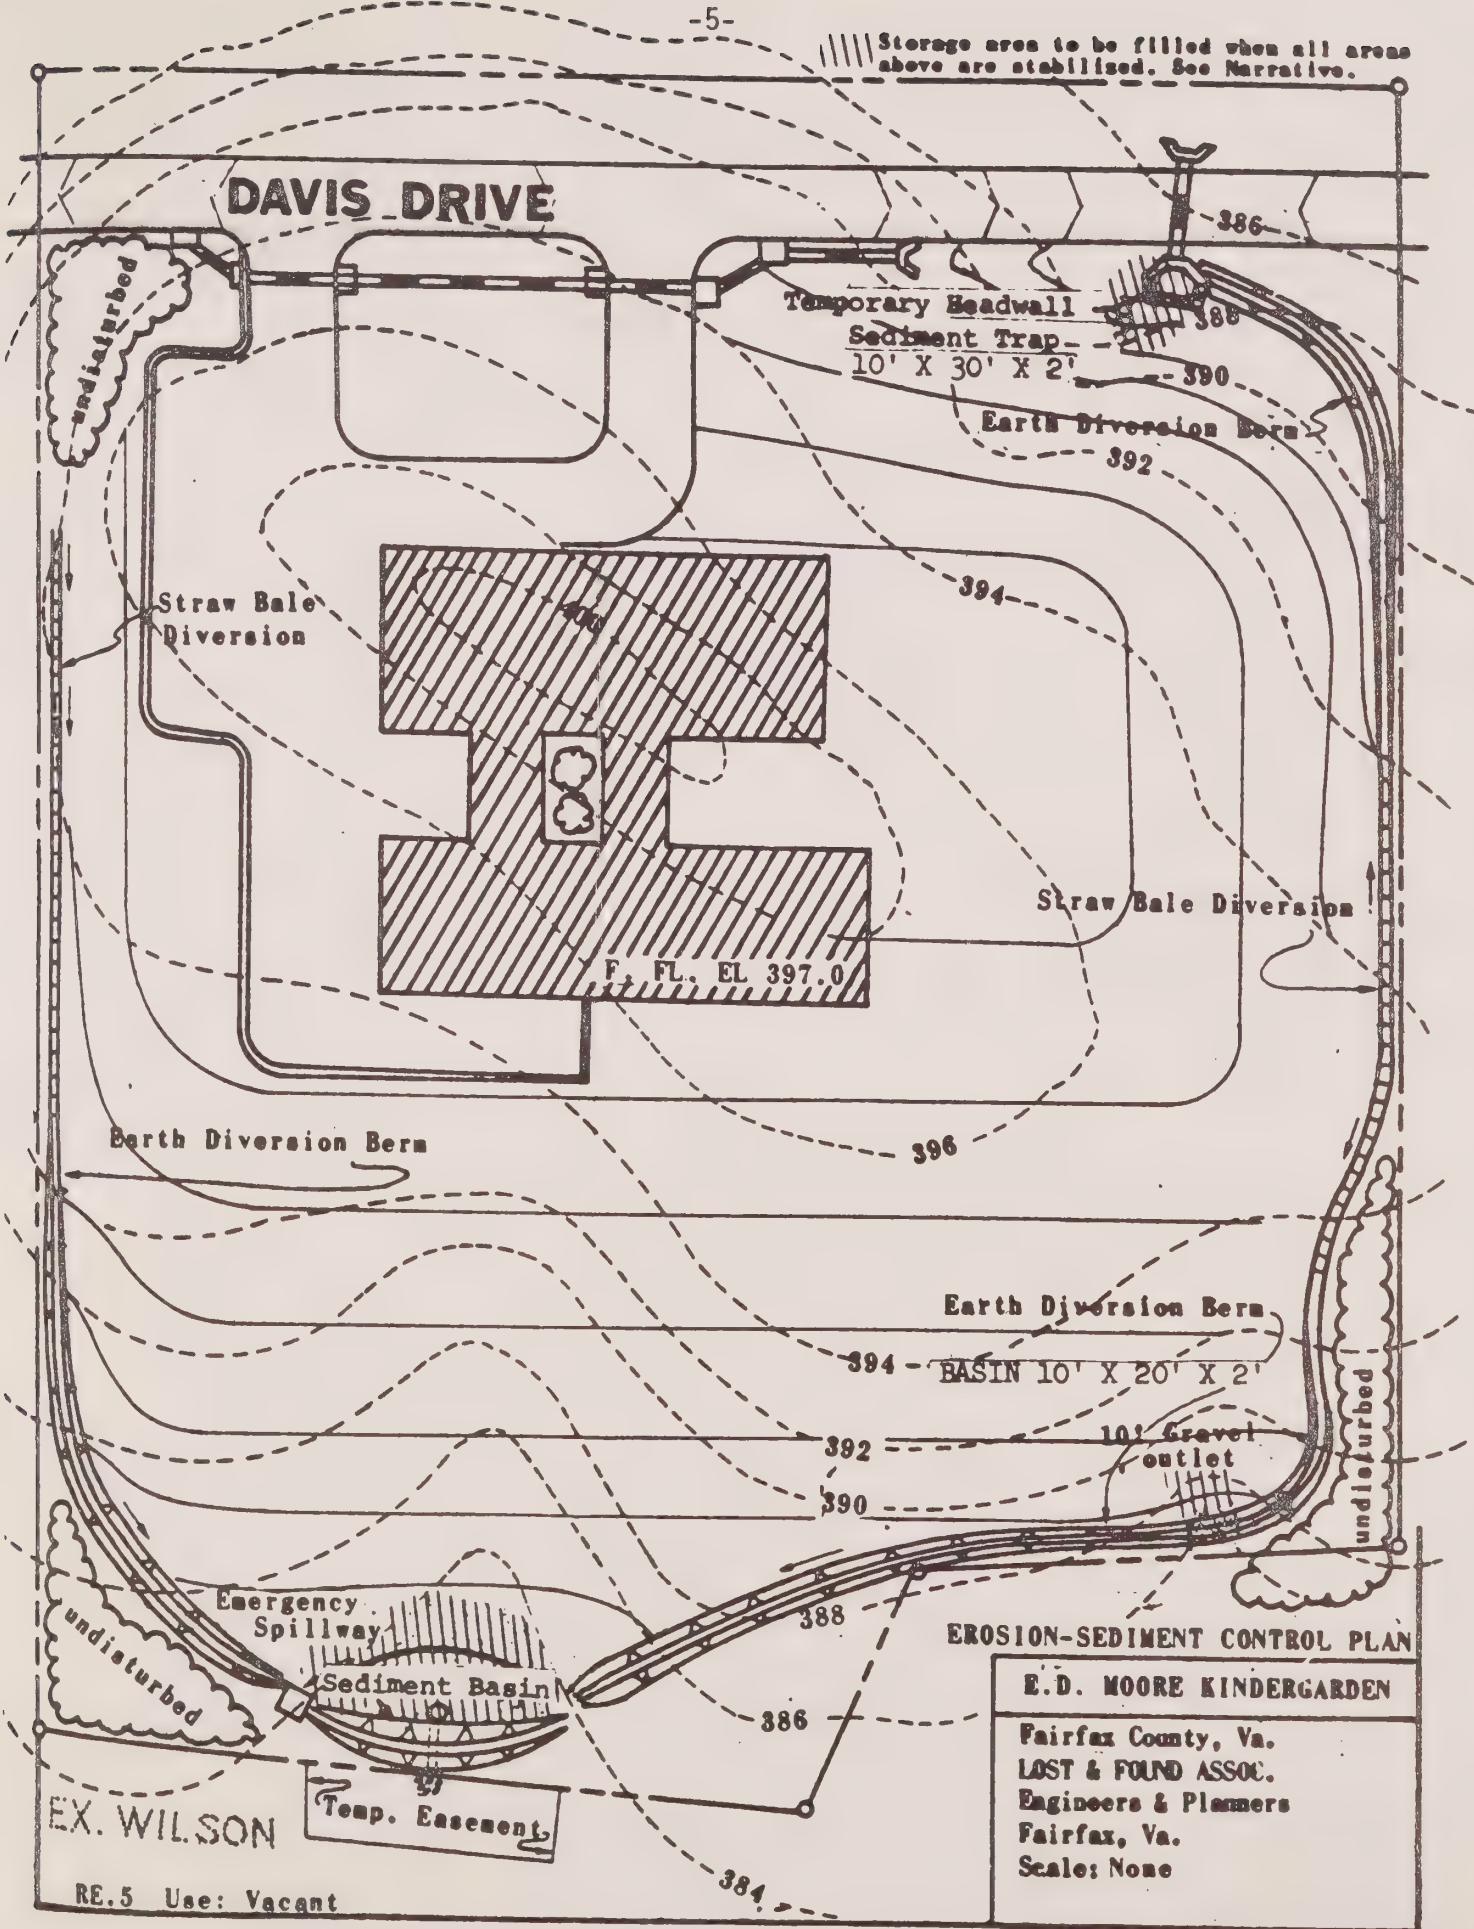 -5-
Storage area to be filled when all areas
above are stabilized. See Narrative.
DAVIS DRIVE
386
undisturbed
Temporary Headwall
388
Sediment Trap
10' X 30' X 2'
390
Earth Diversion Berm
392
394
Straw Bale
Diversion
400
Straw Bale Diversion
F. FL. EL 397.0
Earth Diversion Berm
396
Earth Diversion Berm
394
BASIN 10' X 20' X 2'
392
10' Gravel
outlet
undisturbed
390
Emergency
Spillway
388
undisturbed
Sediment Basin
386
EROSION-SEDIMENT CONTROL PLAN
E.D. MOORE KINDERGARDEN
Fairfax County, Va.
LOST & FOUND ASSOC.
Engineers & Planners
Fairfax, Va.
Scale: None
Temp. Easement
EX. WILSON
384
RE.5 Use: Vacant